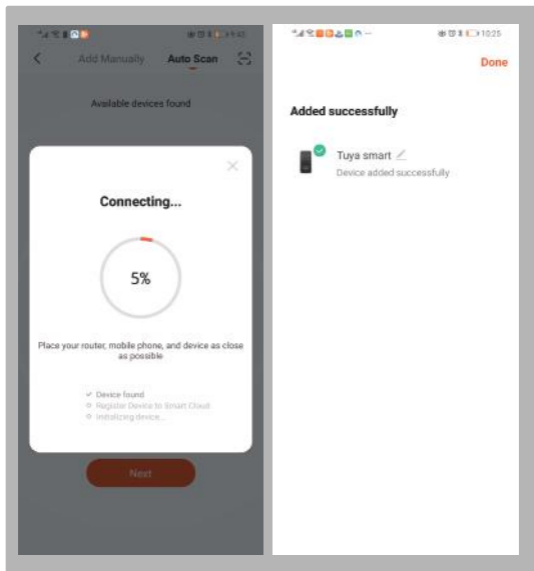 Add Manually
Auto Scan
Available devices found
Connecting...
5%
Place your router, mobile phone, and device as close
as possible
Device found
Register Device to Smart Cloud
Initializing device...
Next
10:25
Done
Added successfully
Tuya smart
Device added successfully